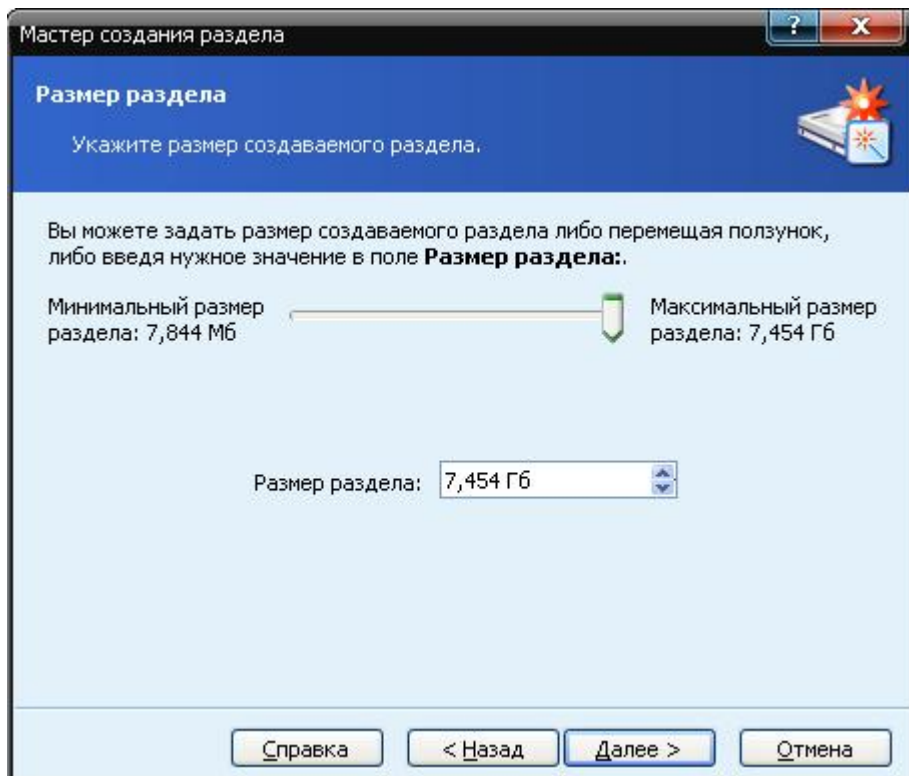 Мастер создания раздела
?
X
Размер раздела
Укажите размер создаваемого раздела.
Вы можете задать размер создаваемого раздела либо перемещая ползунок,
либо введя нужное значение в поле Размер раздела:.
Минимальный размер
раздела: 7,844 Мб
Максимальный размер
раздела: 7,454 Гб
Размер раздела: 7,454 Гб
Справка
< Назад
Далее >
Отмена